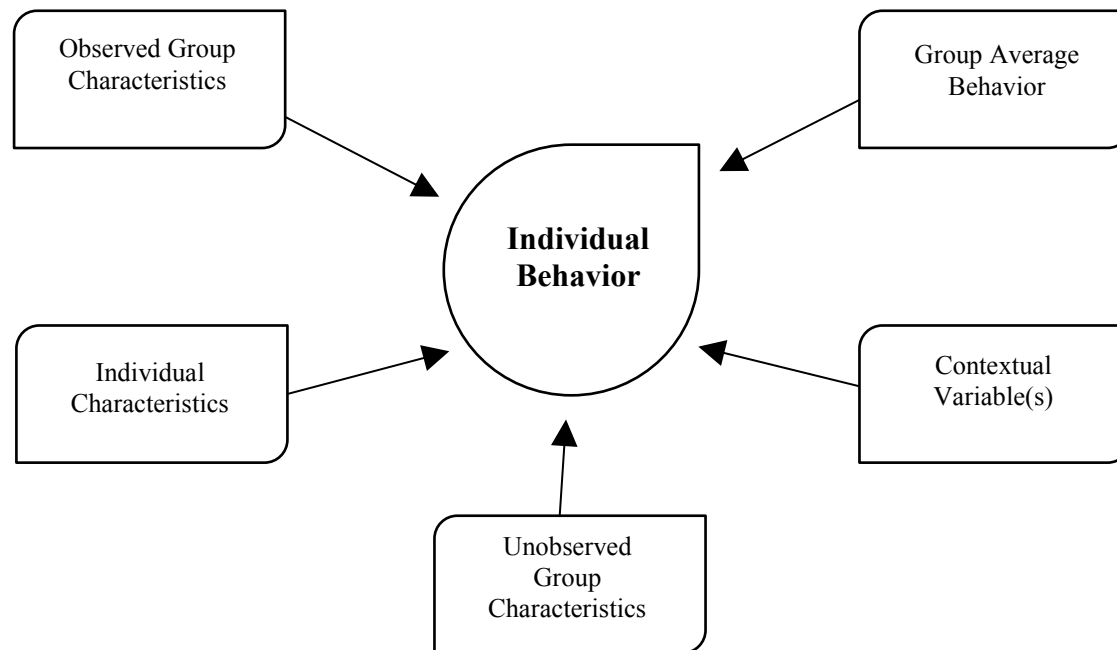 Observed Group
Characteristics
Group Average
Behavior
Individual
Behavior
Individual
Characteristics
Contextual
Variable(s)
Unobserved
Group
Characteristics